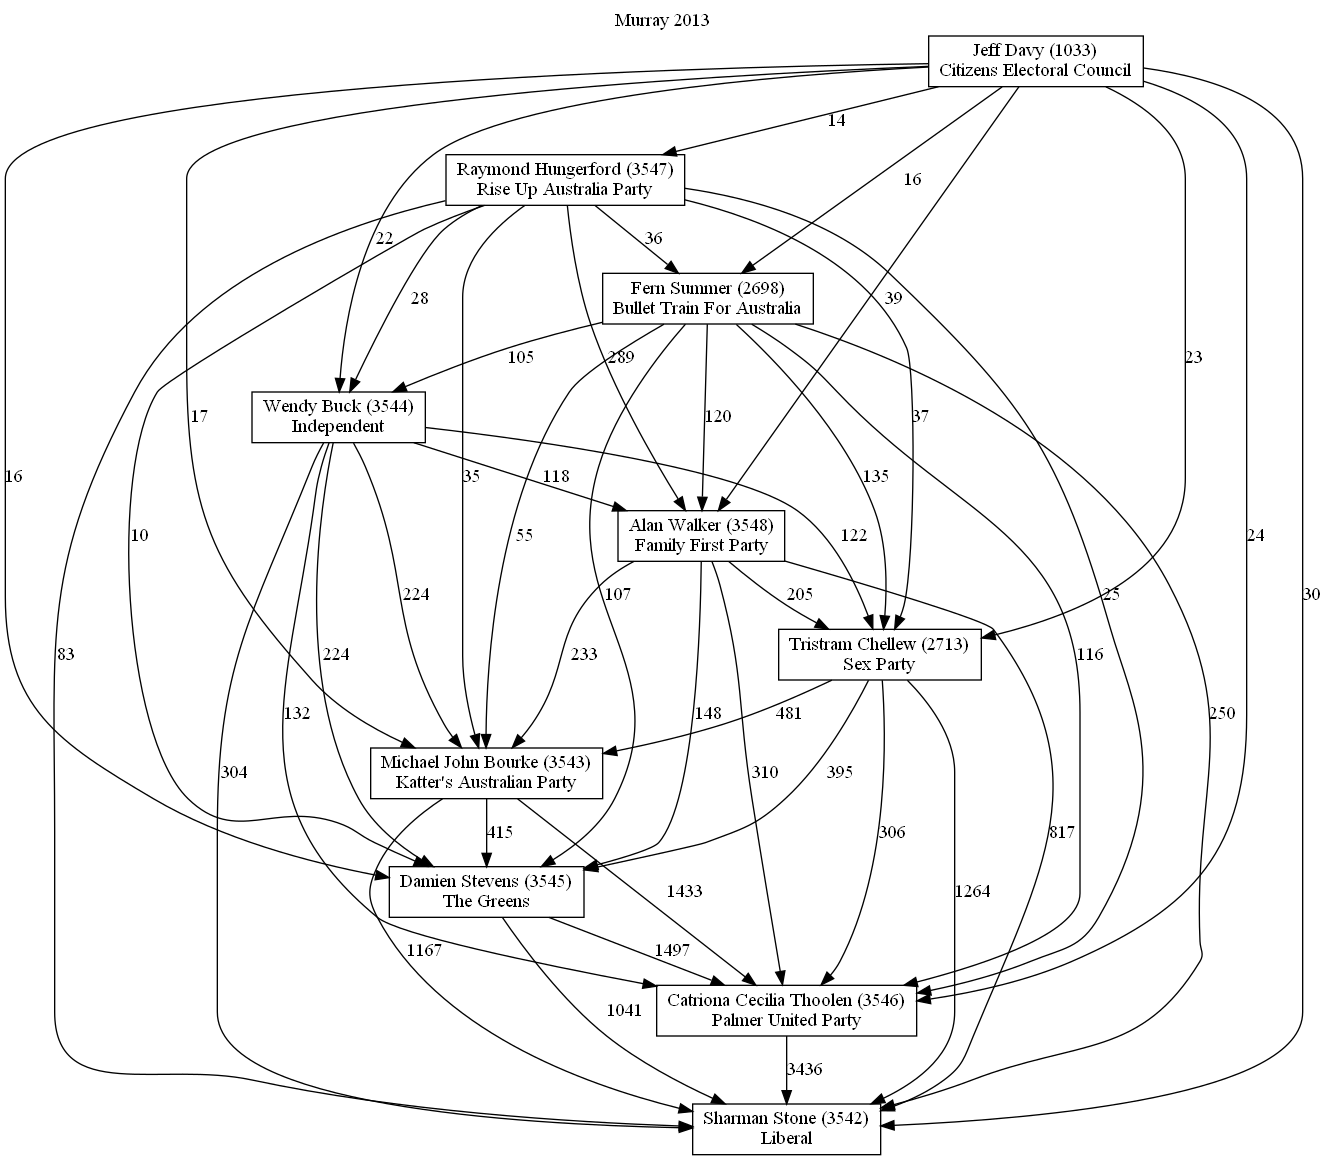 Murray 2013
Jeff Davy (1033)
Citizens Electoral Council
14
Raymond Hungerford (3547)
Rise Up Australia Party
16
22
36
Fern Summer (2698)
Bullet Train For Australia
28
39
105
289
23
Wendy Buck (3544)
Independent
17
120
37
16
35
118
135
10
55
Alan Walker (3548)
Family First Party
122
24
224
107
205
25
30
83
224
233
Tristram Chellew (2713)
Sex Party
116
132
148
481
250
304
Michael John Bourke (3543)
Katter's Australian Party
310
395
415
306
817
Damien Stevens (3545)
The Greens
1433
1264
1167
1497
Catriona Cecilia Thoolen (3546)
Palmer United Party
1041
3436
Sharman Stone (3542)
Liberal